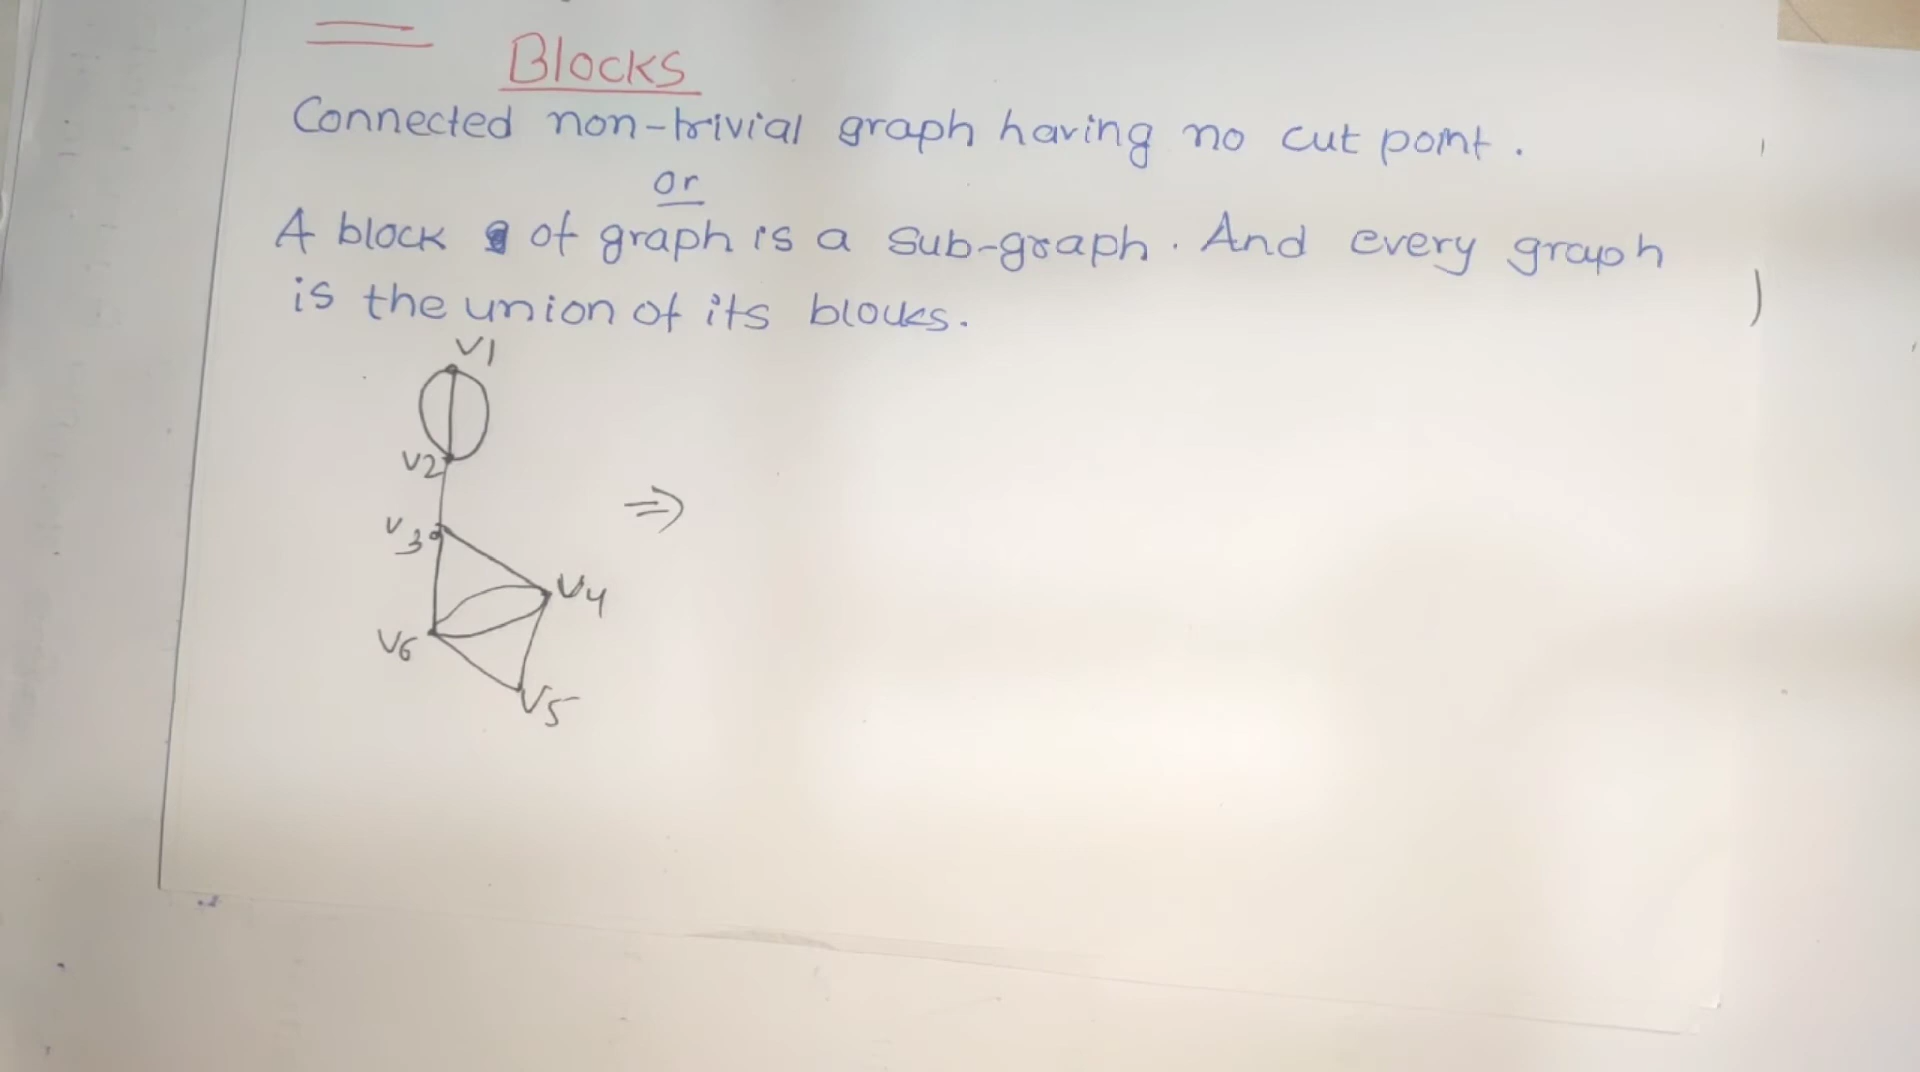 Blocks
Connected non-trivial graph having no cut point.
or
A block of graph is a Sub-graph. And every graph
is the union of its blocks.
V1
V2
V3
V4
V6
V5